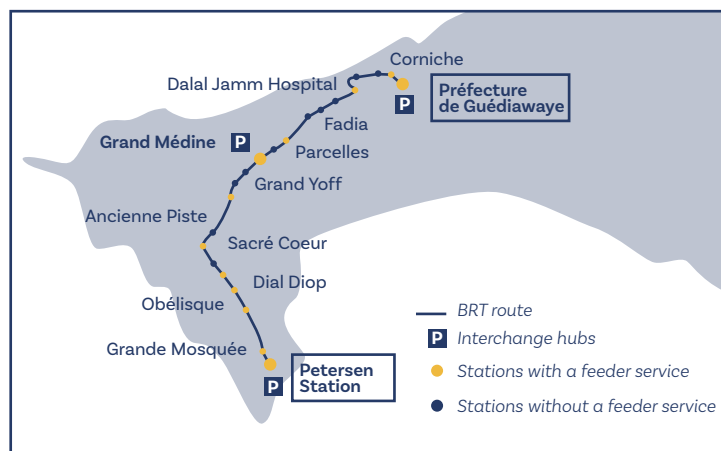 Corniche
Dalal Jamm Hospital
Préfecture
de Guédiawaye
P
Fadia
Grand Médine
P
Parcelles
Grand Yoff
Ancienne Piste
Sacré Coeur
Dial Diop
Obélisque
Grande Mosquée
Petersen
Station
P
BRT route
P Interchange hubs
Stations with a feeder service
Stations without a feeder service